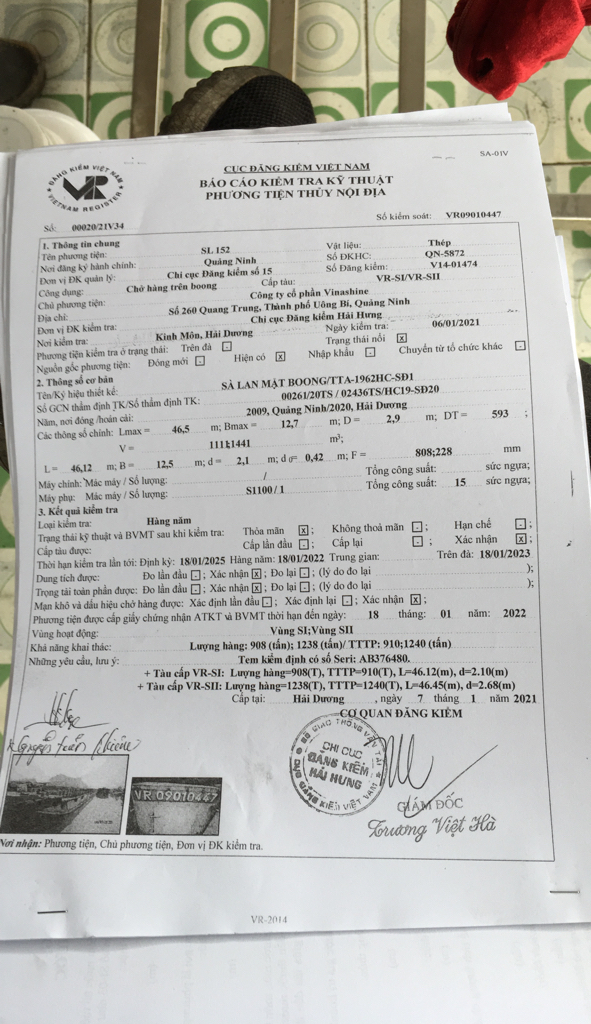 SA-01V
ĐĂNG KIỂM VIỆT NAM
VR
VIETNAM REGISTER
CỤC ĐĂNG KIỂM VIỆT NAM
BÁO CÁO KIỂM TRA KỸ THUẬT
PHƯƠNG TIỆN THỦY NỘI ĐỊA
Số: 00020/21V34 Số kiểm soát: VR09010447
1. Thông tin chung
Tên phương tiện: SL 152 Vật liệu: Thép
Nơi đăng ký hành chính: Quảng Ninh Số ĐKHC: QN-5872
Đơn vị ĐK quản lý: Chi cục Đăng kiểm số 15 Số Đăng kiểm: V14-01474
Công dụng: Chở hàng trên boong Cấp tàu: VR-SI/VR-SII
Chủ phương tiện: Công ty cổ phần Vinashine
Địa chỉ: Số 260 Quang Trung, Thành phố Uông Bí, Quảng Ninh
Đơn vị ĐK kiểm tra: Chi cục Đăng kiểm Hải Hưng
Nơi kiểm tra: Kinh Môn, Hải Dương Ngày kiểm tra: 06/01/2021
Phương tiện kiểm tra ở trạng thái: Trên đà - Trạng thái nổi x
Nguồn gốc phương tiện: Đóng mới - Hiện có x Nhập khẩu - Chuyển từ tổ chức khác -
2. Thông số cơ bản
Tên/Ký hiệu thiết kế: SÀ LAN MẶT BOONG/TTA-1962HC-SĐ1
Số GCN thẩm định TK/Số thẩm định TK: 00261/20TS / 02436TS/HC19-SĐ20
Năm, nơi đóng/hoán cải: 2009, Quảng Ninh/2020, Hải Dương
Các thông số chính: Lmax = 46,5 m; Bmax = 12,7 m; D = 2,9 m; DT = 593 ;
V = 1111;1441 m³;
L = 46,12 m; B = 12,5 m; d = 2,1 m; d₀= 0,42 m; F = 808;228 mm
Máy chính: Mác máy / Số lượng: / Tổng công suất: sức ngựa;
Máy phụ: Mác máy / Số lượng: S1100 / 1 Tổng công suất: 15 sức ngựa;
3. Kết quả kiểm tra
Loại kiểm tra: Hàng năm
Trạng thái kỹ thuật và BVMT sau khi kiểm tra: Thỏa mãn x; Không thoả mãn -; Hạn chế -;
Cấp tàu được: Cấp lần đầu -; Cấp lại -; Xác nhận x;
Thời hạn kiểm tra lần tới: Định kỳ: 18/01/2025 Hàng năm: 18/01/2022 Trung gian: Trên đà: 18/01/2023
Dung tích được: Đo lần đầu -; Xác nhận x; Đo lại -; (lý do đo lại );
Trọng tải toàn phần được: Đo lần đầu -; Xác nhận x; Đo lại -; (lý do đo lại );
Mạn khô và dấu hiệu chở hàng được: Xác định lần đầu -; Xác định lại -; Xác nhận x;
Phương tiện được cấp giấy chứng nhận ATKT và BVMT thời hạn đến ngày: 18 tháng: 01 năm: 2022
Vùng hoạt động: Vùng SI;Vùng SII
Khả năng khai thác: Lượng hàng: 908 (tấn); 1238 (tấn)/ TTTP: 910;1240 (tấn)
Những yêu cầu, lưu ý: Tem kiểm định có số Seri: AB376480.
+ Tàu cấp VR-SI: Lượng hàng=908(T), TTTP=910(T), L=46.12(m), d=2.10(m)
+ Tàu cấp VR-SII: Lượng hàng=1238(T), TTTP=1240(T), L=46.45(m), d=2.68(m)
Cấp tại: Hải Dương , ngày 7 tháng 1 năm 2021
CƠ QUAN ĐĂNG KIỂM
CHI CỤC
ĐĂNG KIỂM
HẢI HƯNG
GIÁM ĐỐC
Trương Việt Hà
VR 09010447
Nơi nhận: Phương tiện, Chủ phương tiện, Đơn vị ĐK kiểm tra.
VR-2014